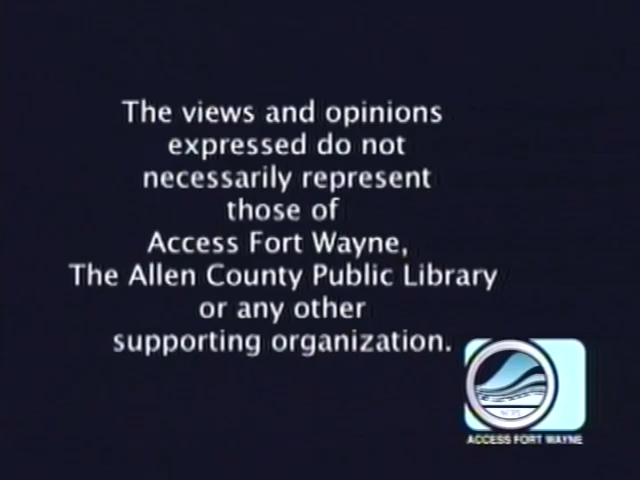 The views and opinions
expressed do not
necessarily represent
those of
Access Fort Wayne,
The Allen County Public Library
or any other
supporting organization.
ACCESS FORT WAYNE